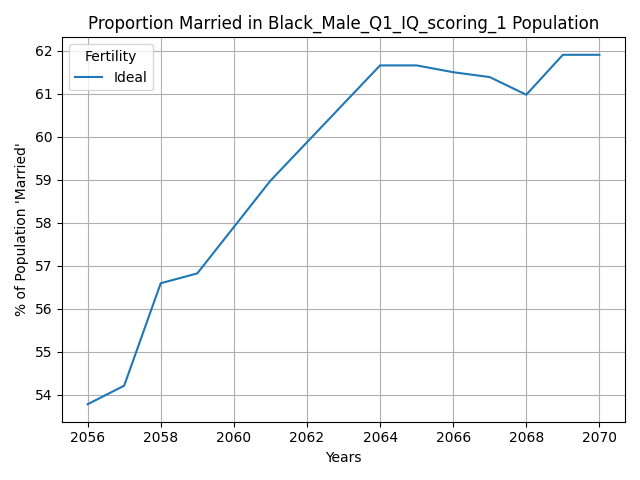 Proportion Married in Black_Male_Q1_IQ_scoring_1 Population
Fertility
Ideal
% of Population 'Married'
62
61
60
59
58
57
56
55
54
2056 2058 2060 2062 2064 2066 2068 2070
Years